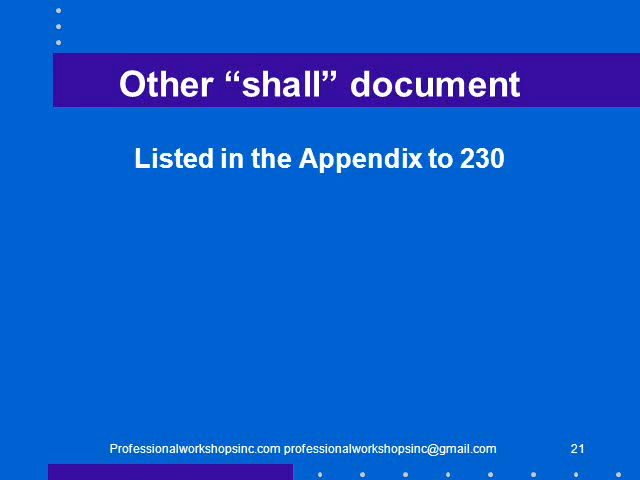 Other “shall” document
Listed in the Appendix to 230
Professionalworkshopsinc.com professionalworkshopsinc@gmail.com 21